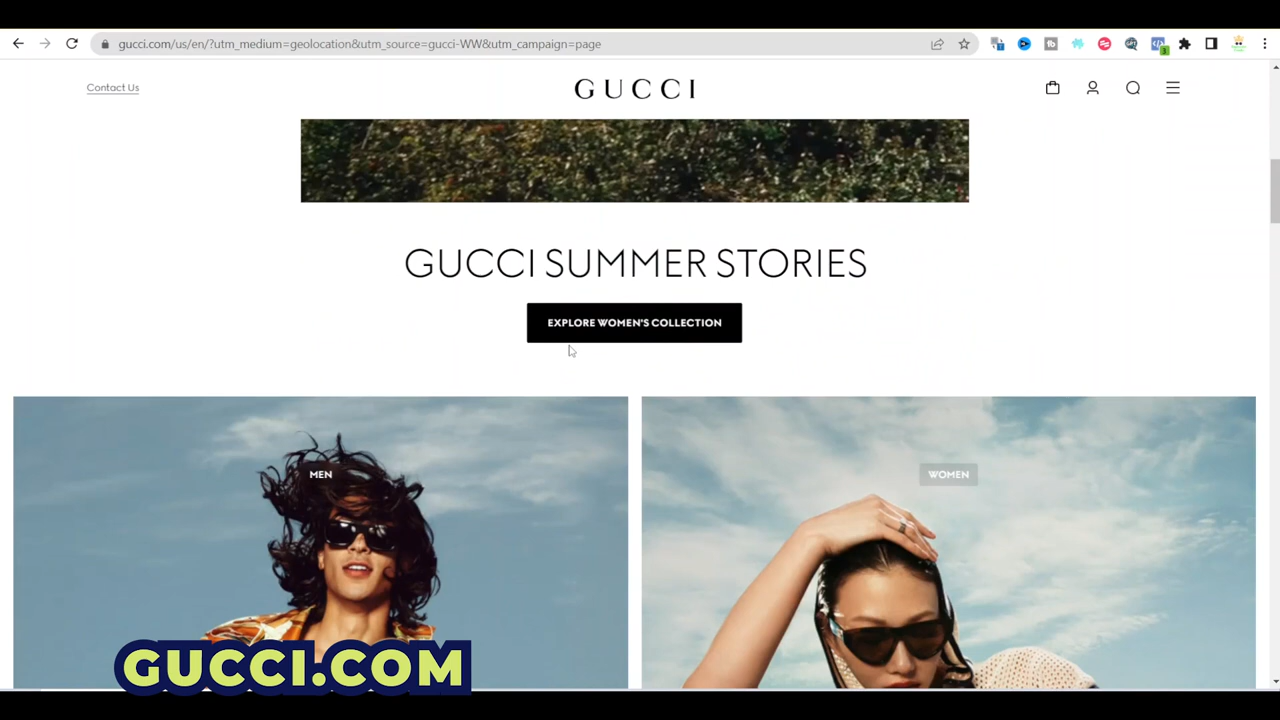 gucci.com/us/en/?utm_medium=geolocation&utm_source=gucci-WW&utm_campaign=page
3
Contact Us
GUCCI
GUCCI SUMMER STORIES
EXPLORE WOMEN'S COLLECTION
MEN
WOMEN
GUCCI.COM